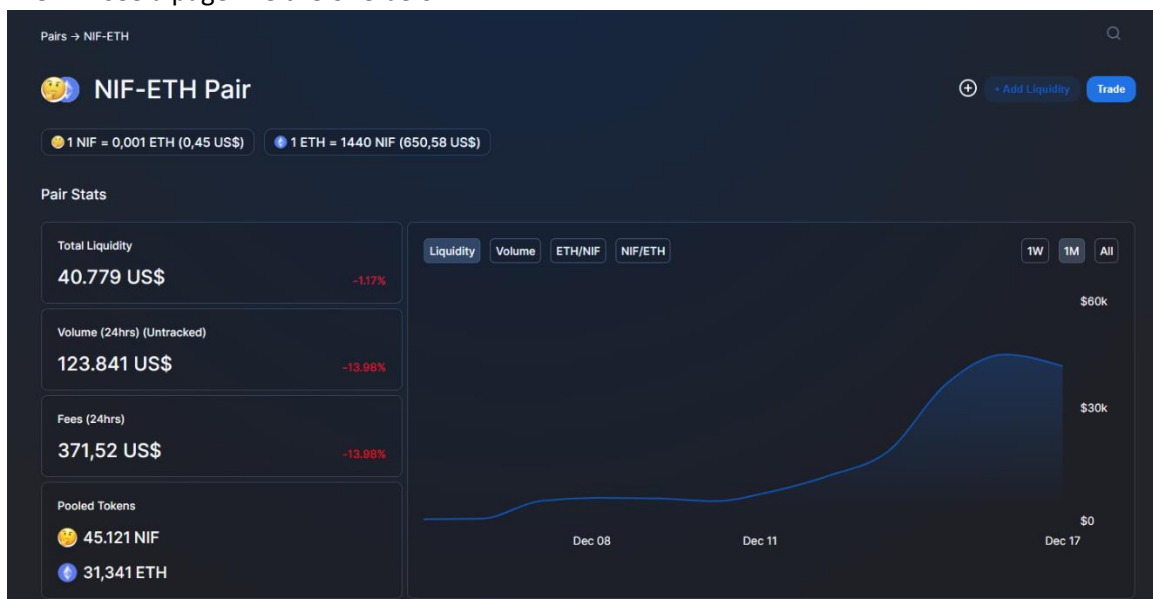 Pairs → NIF-ETH
NIF-ETH Pair
+ Add Liquidity
Trade
1 NIF = 0,001 ETH (0,45 US$)
1 ETH = 1440 NIF (650,58 US$)
Pair Stats
Total Liquidity
40.779 US$
-1.17%
Volume (24hrs) (Untracked)
123.841 US$
-13.98%
Fees (24hrs)
371,52 US$
-13.98%
Pooled Tokens
45.121 NIF
31,341 ETH
Liquidity
Volume
ETH/NIF
NIF/ETH
1W
1M
All
$60k
$30k
$0
Dec 08
Dec 11
Dec 17